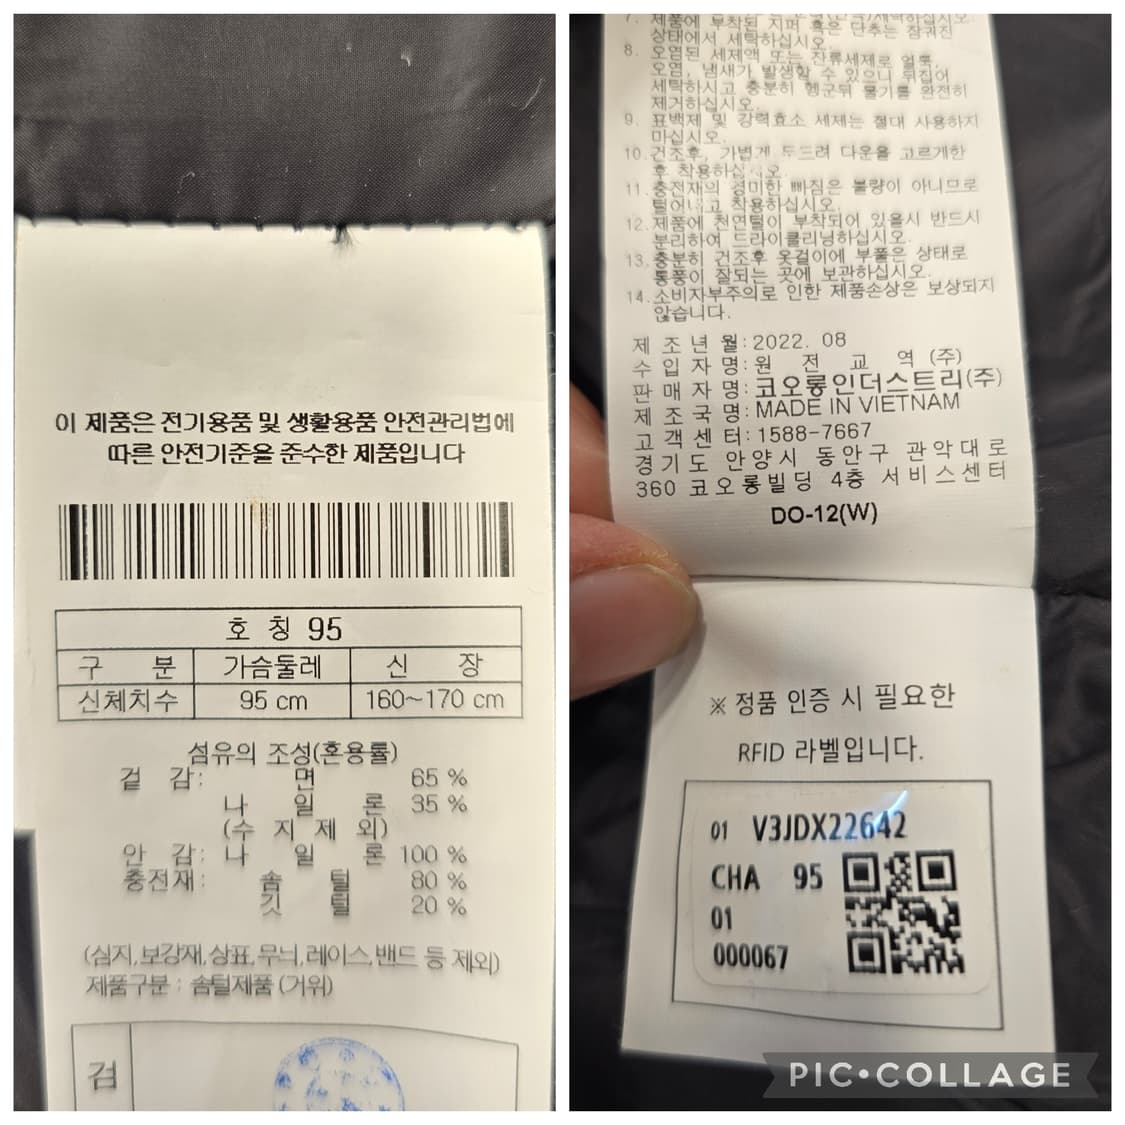 이 제품은 전기용품 및 생활용품 안전관리법에
따른 안전기준을 준수한 제품입니다
호 칭 95
구 분 가슴둘레 신 장
신체치수 95 cm 160~170 cm
섬유의 조성(혼용률)
겉 감: 면 65 %
나 일 론 35 %
(수 지 제 외)
안 감: 나 일 론 100 %
충전재: 솜 털 80 %
깃 털 20 %
(심지,보강재,상표,무늬,레이스,밴드 등 제외)
제품구분 : 솜털제품 (거위)
검
7. 제품에 부착된 지퍼 혹은 단추는 잠궈진
상태에서 세탁하십시오.
8. 오염된 세제액 또는 잔류세제로 얼룩,
오염, 냄새가 발생할 수 있으니 뒤집어
세탁하시고 충분히 헹군뒤 물기를 완전히
제거하십시오.
9. 표백제 및 강력효소 세제는 절대 사용하지
마십시오.
10. 건조후, 가볍게 두드려 다운을 고르게한
후 착용하십시오.
11. 충전재의 경미한 빠짐은 불량이 아니므로
털어내고 착용하십시오.
12. 제품에 천연털이 부착되어 있을시 반드시
분리하여 드라이클리닝하십시오.
13. 충분히 건조후 옷걸이에 부풀은 상태로
통풍이 잘되는 곳에 보관하십시오.
14. 소비자부주의로 인한 제품손상은 보상되지
않습니다.
제 조 년 월: 2022. 08
수 입 자 명: 원 전 교 역 (주)
판 매 자 명: 코오롱인더스트리(주)
제 조 국 명: MADE IN VIETNAM
고 객 센 터: 1588-7667
경 기 도 안 양 시 동 안 구 관 악 대 로
360 코 오 롱 빌 딩 4 층 서 비 스 센 터
DO-12(W)
※ 정품 인증 시 필요한
RFID 라벨입니다.
01 V3JDX22642
CHA 95
01
000067
PIC•COLLAGE